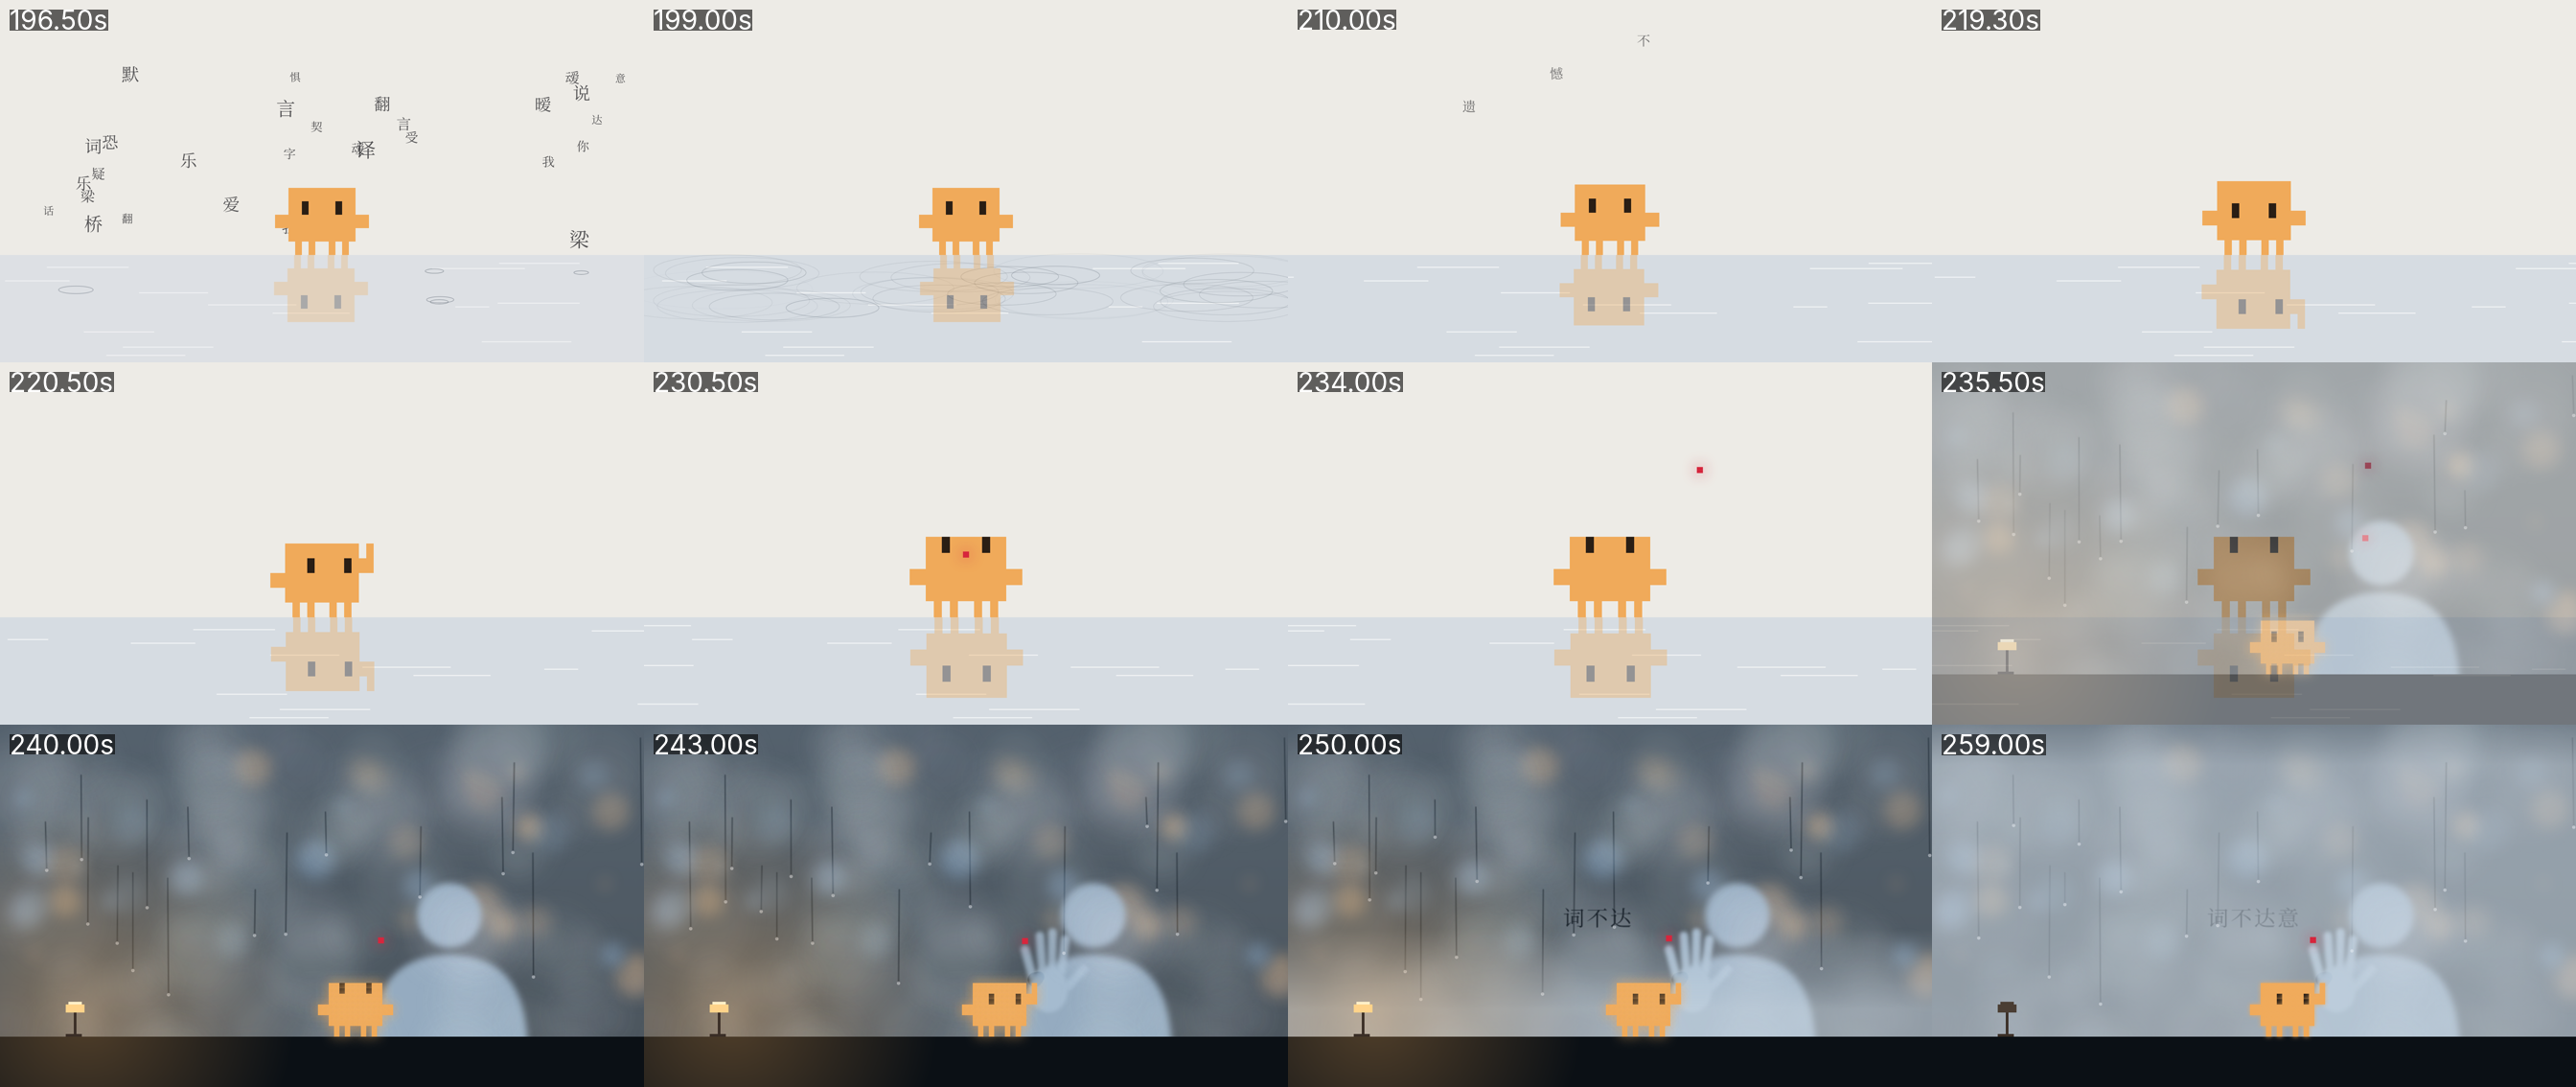 196.50s
默
惧
动
意
言
翻
暖
说
契
言
受
达
词
恐
字
译
我
你
乐
疑
乐
梁
爱
话
翻
桥
梁
199.00s
210.00s
不
憾
遗
219.30s
220.50s
230.50s
234.00s
235.50s
240.00s
243.00s
250.00s
词不达
259.00s
词不达意